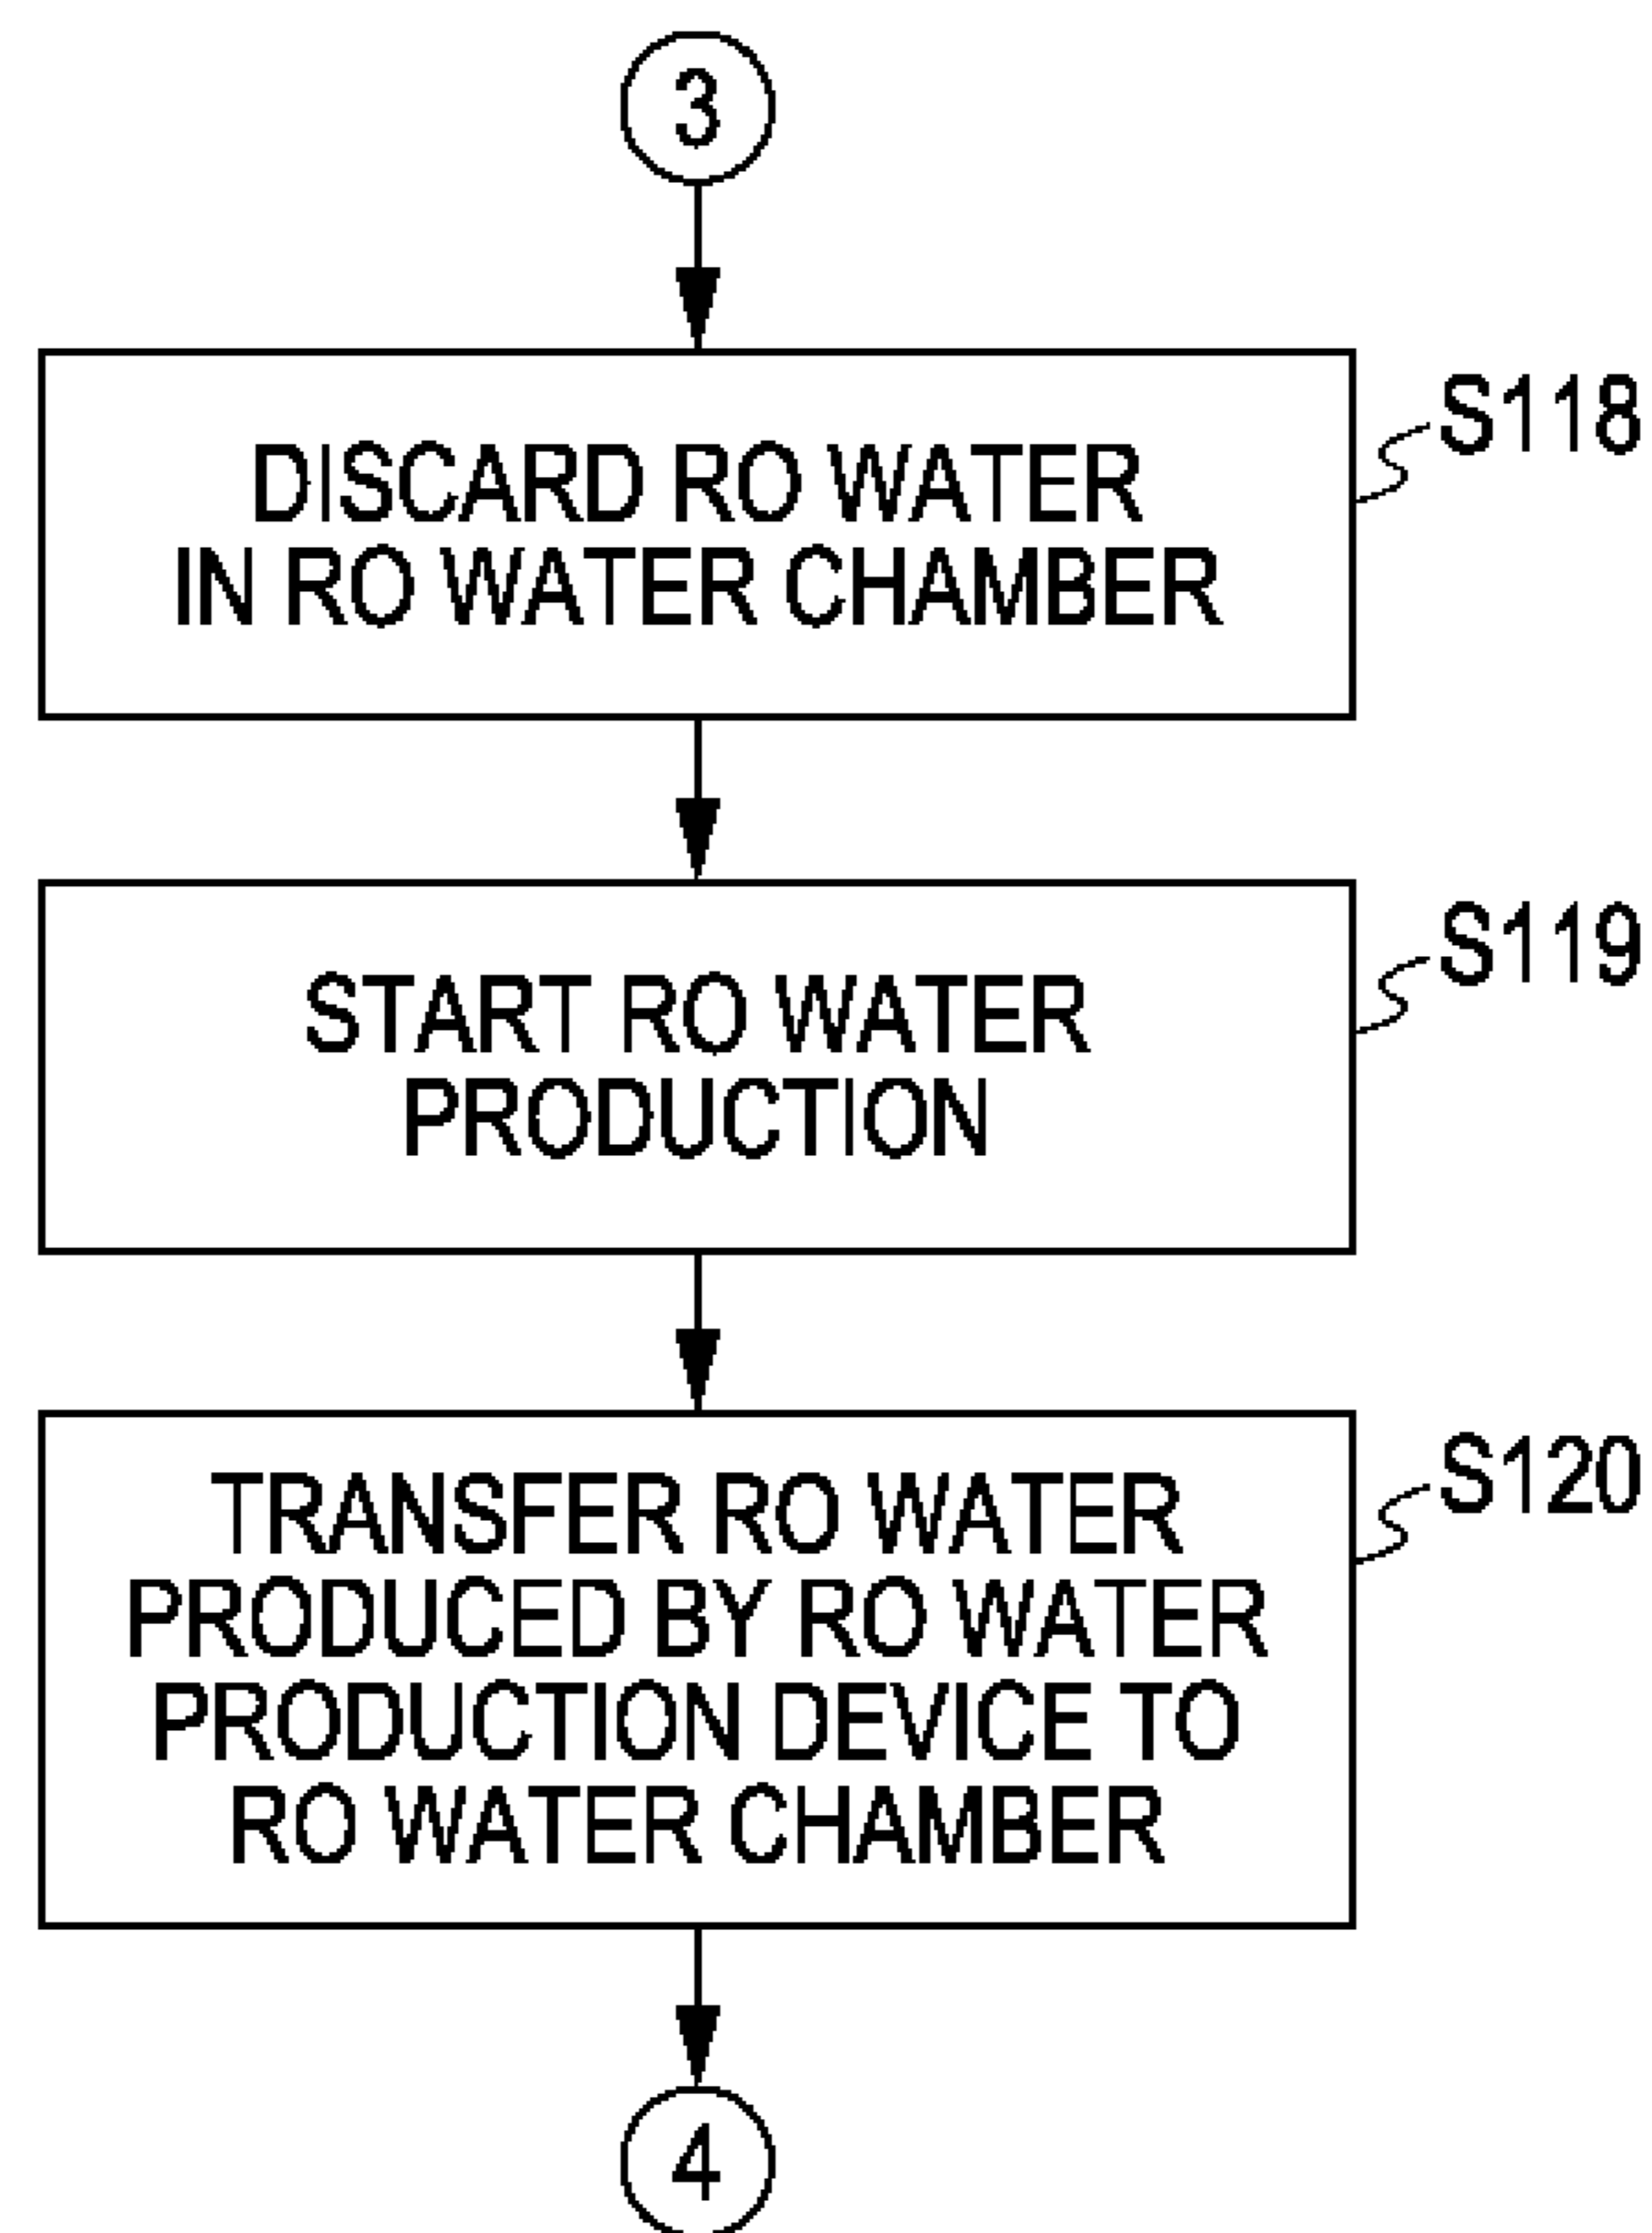 3
DISCARD RO WATER
IN RO WATER CHAMBER
S118
START RO WATER
PRODUCTION
S119
TRANSFER RO WATER
PRODUCED BY RO WATER
PRODUCTION DEVICE TO
RO WATER CHAMBER
S120
4